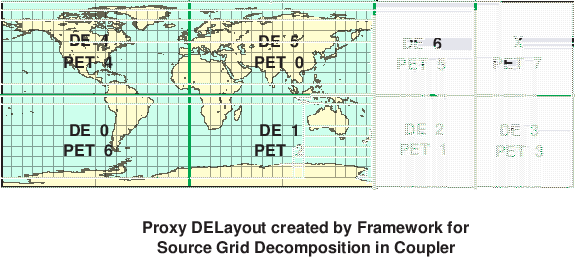 DE 4
PET 4
DE 5
PET 0
DE 6
PET 5
X
PET 7
DE 0
PET 6
DE 1
PET 2
DE 2
PET 1
DE 3
PET 3
Proxy DELayout created by Framework for
Source Grid Decomposition in Coupler